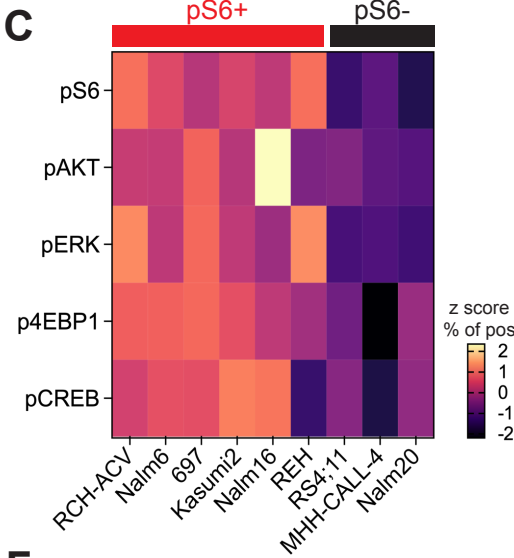 C
pS6+ pS6-
pS6
pAKT
pERK
p4EBP1
pCREB
RCH-ACV
Nalm6
697
Kasumi2
Nalm16
REH
RS4;11
MHH-CALL-4
Nalm20
z score
% of pos
2
1
0
-1
-2